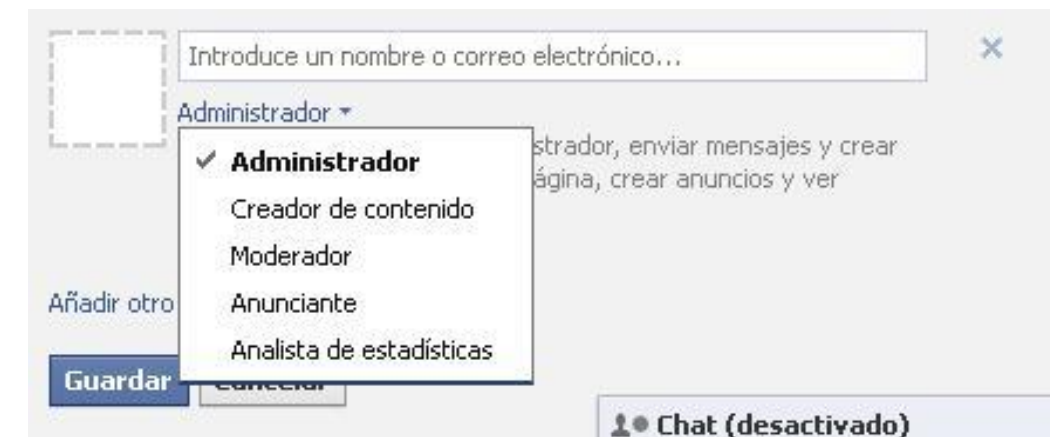 Introduce un nombre o correo electrónico...
Administrador
strador, enviar mensajes y crear
Administrador
ágina, crear anuncios y ver
Creador de contenido
Moderador
Añadir otro
Anunciante
Analista de estadísticas
Guardar
Cancelar
Chat (desactivado)